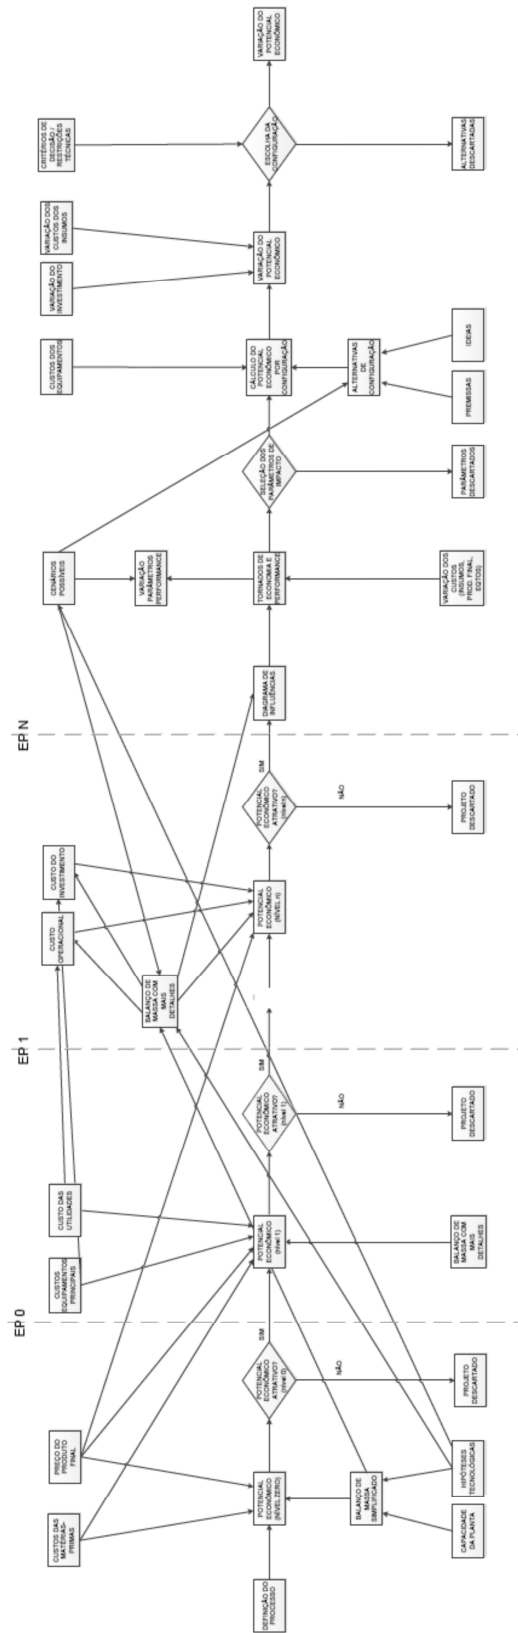 EP 0
EP 1
EP N
DEFINIÇÃO DO
PROCESSO
CUSTOS DAS
MATÉRIAS-
PRIMAS
PREÇO DO
PRODUTO
FINAL
POTENCIAL
ECONÔMICO
(NÍVEL ZERO)
BALANÇO DE
MASSA
SIMPLIFICADO
CAPACIDADE
DA PLANTA
HIPÓTESES
TECNOLÓGICAS
POTENCIAL
ECONÔMICO
ATRATIVO?
(nível 0)
SIM
NÃO
PROJETO
DESCARTADO
CUSTOS
EQUIPAMENTOS
PRINCIPAIS
CUSTO DAS
UTILIDADES
POTENCIAL
ECONÔMICO
(nível 1)
BALANÇO DE
MASSA COM
MAIS
DETALHES
POTENCIAL
ECONÔMICO
ATRATIVO?
(nível 1)
SIM
NÃO
PROJETO
DESCARTADO
BALANÇO DE
MASSA COM
MAIS
DETALHES
CUSTO
OPERACIONAL
CUSTO DO
INVESTIMENTO
POTENCIAL
ECONÔMICO
(NÍVEL n)
POTENCIAL
ECONÔMICO
ATRATIVO?
(nível n)
SIM
NÃO
PROJETO
DESCARTADO
DIAGRAMA DE
INFLUÊNCIAS
CENÁRIOS
POSSÍVEIS
VARIAÇÃO
PARÂMETROS
PERFORMANCE
TORNADOS DE
ECONOMIA E
PERFORMANCE
VARIAÇÃO DOS
CUSTOS
(INSUMOS,
PROD. FINAL,
EQTOS)
SELEÇÃO DOS
PARÂMETROS DE
IMPACTO
PARÂMETROS
DESCARTADOS
CUSTOS DOS
EQUIPAMENTOS
CÁLCULO DO
POTENCIAL
ECONÔMICO
POR
CONFIGURAÇÃO
ALTERNATIVAS
DE
CONFIGURAÇÃO
PREMISSAS
IDEIAS
VARIAÇÃO DO
INVESTIMENTO
VARIAÇÃO DOS
CUSTOS DOS
INSUMOS
VARIAÇÃO DO
POTENCIAL
ECONÔMICO
CRITÉRIOS DE
DECISÃO /
RESTRIÇÕES
TÉCNICAS
ESCOLHA DA
CONFIGURAÇÃO
ALTERNATIVAS
DESCARTADAS
VARIAÇÃO DO
POTENCIAL
ECONÔMICO